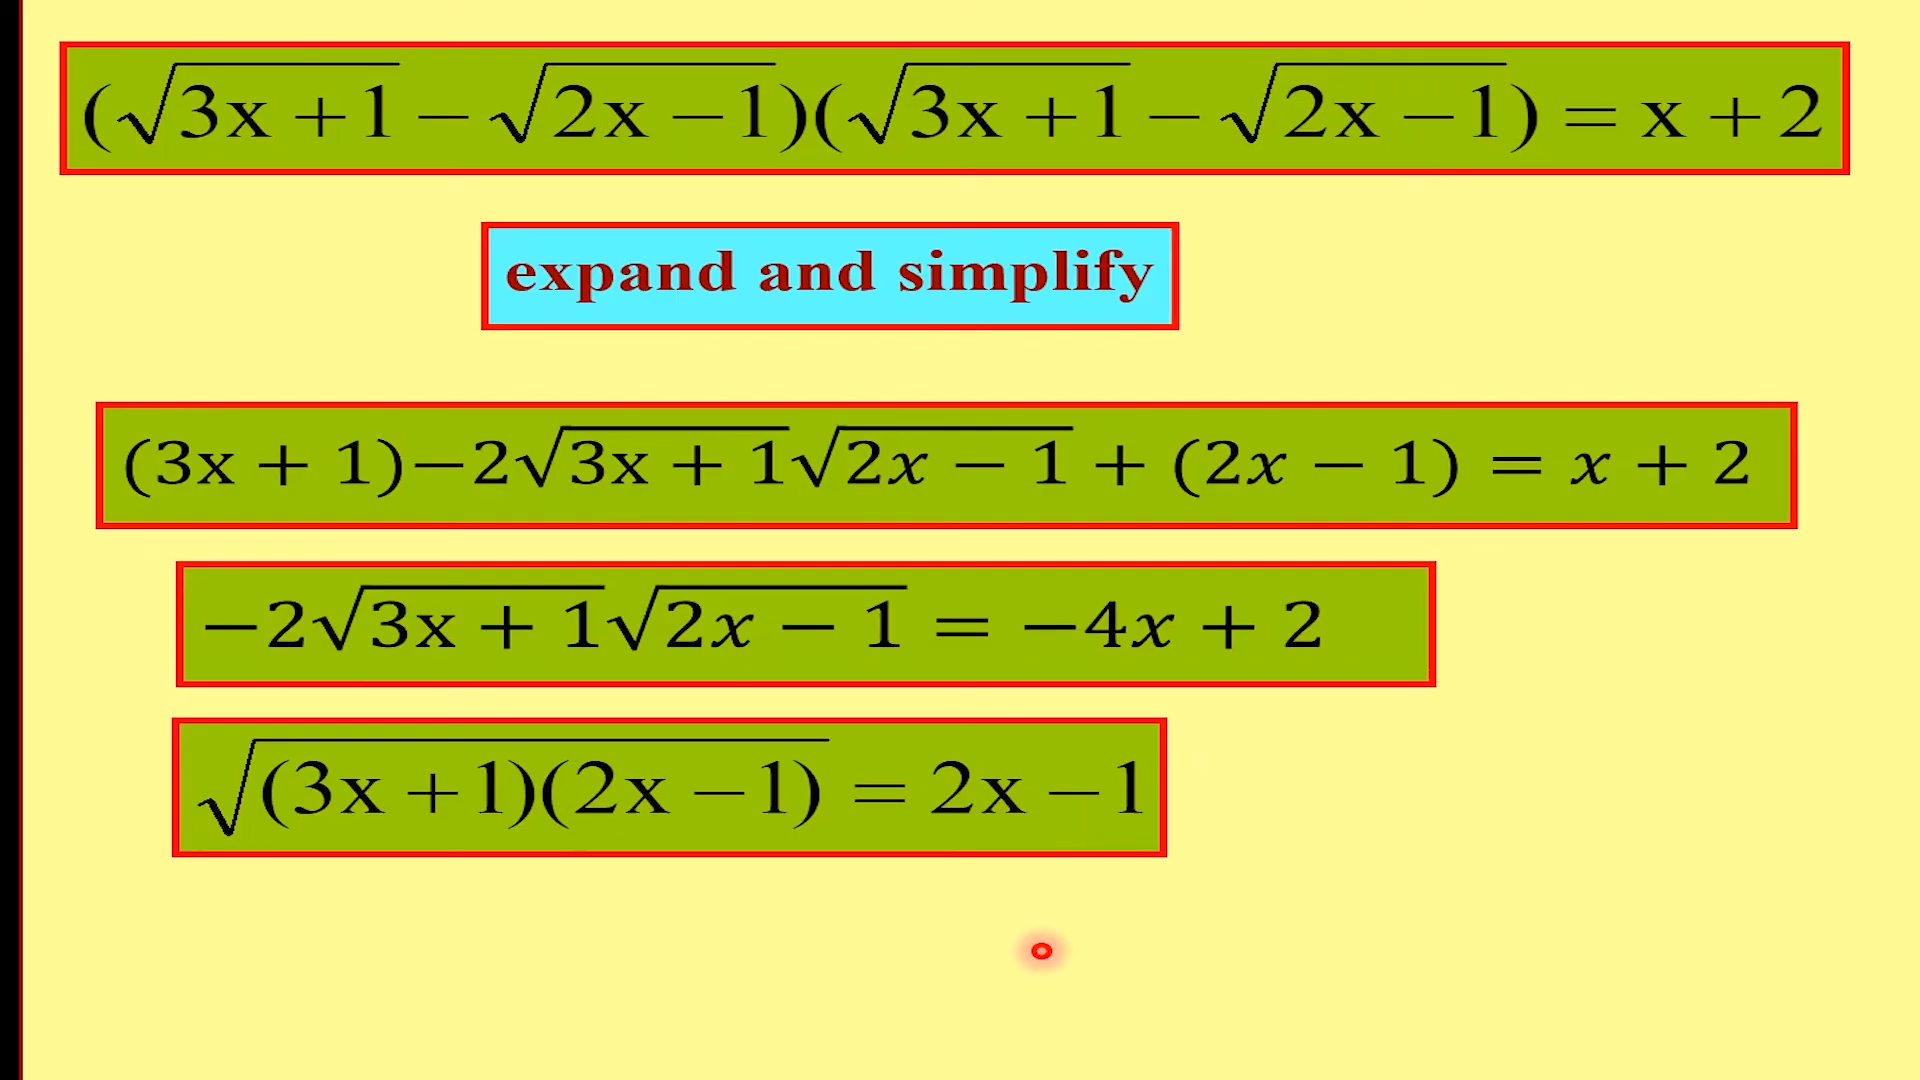 (√3x + 1 − √2x − 1)(√3x + 1 − √2x − 1) = x + 2
expand and simplify
(3x + 1)−2√3x + 1√2x − 1 + (2x − 1) = x + 2
−2√3x + 1√2x − 1 = −4x + 2
√(3x + 1)(2x − 1) = 2x − 1